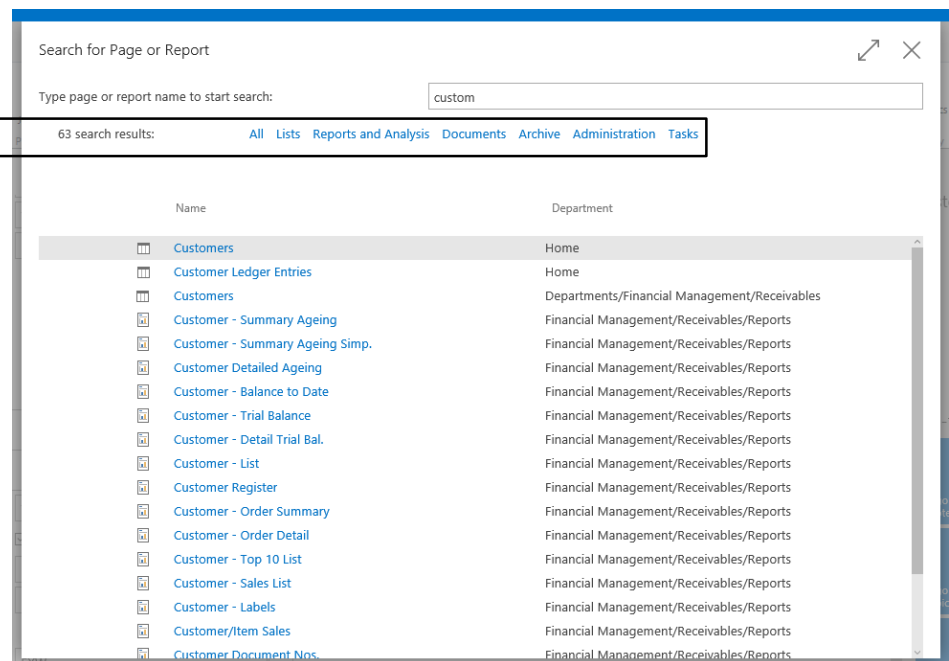 Search for Page or Report
Type page or report name to start search: custom
63 search results: All Lists Reports and Analysis Documents Archive Administration Tasks
Name Department
Customers Home
Customer Ledger Entries Home
Customers Departments/Financial Management/Receivables
Customer - Summary Ageing Financial Management/Receivables/Reports
Customer - Summary Ageing Simp. Financial Management/Receivables/Reports
Customer Detailed Ageing Financial Management/Receivables/Reports
Customer - Balance to Date Financial Management/Receivables/Reports
Customer - Trial Balance Financial Management/Receivables/Reports
Customer - Detail Trial Bal. Financial Management/Receivables/Reports
Customer - List Financial Management/Receivables/Reports
Customer Register Financial Management/Receivables/Reports
Customer - Order Summary Financial Management/Receivables/Reports
Customer - Order Detail Financial Management/Receivables/Reports
Customer - Top 10 List Financial Management/Receivables/Reports
Customer - Sales List Financial Management/Receivables/Reports
Customer - Labels Financial Management/Receivables/Reports
Customer/Item Sales Financial Management/Receivables/Reports
Customer Document Nos. Financial Management/Receivables/Reports